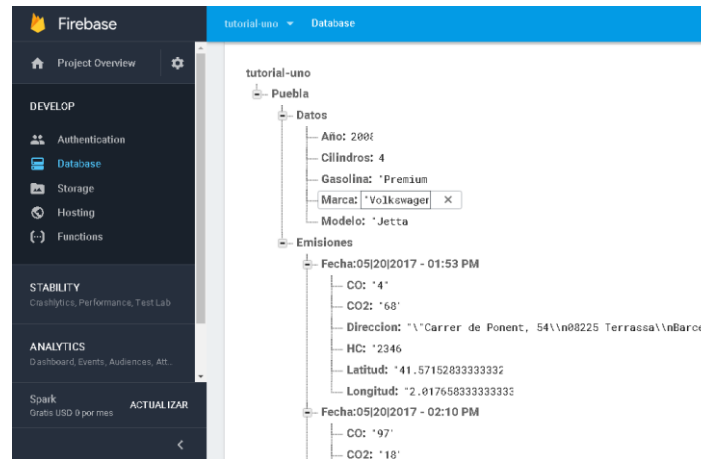 Firebase
tutorial-uno Database
Project Overview
DEVELOP
Authentication
Database
Storage
Hosting
Functions
STABILITY
Crashlytics, Performance, Test Lab
ANALYTICS
Dashboard, Events, Audiences, Att...
Spark
Gratis USD 0 por mes
ACTUALIZAR
tutorial-uno
Puebla
Datos
Año: 2008
Cilindros: 4
Gasolina: "Premium
Marca: "Volkswagen
Modelo: "Jetta
Emisiones
Fecha:05|20|2017 - 01:53 PM
CO: "4"
CO2: "68"
Direccion: "\"Carrer de Ponent, 54\\n08225 Terrassa\\nBarce
HC: "2346
Latitud: "41.57152833333332
Longitud: "2.017658333333333
Fecha:05|20|2017 - 02:10 PM
CO: "97"
CO2: "18"